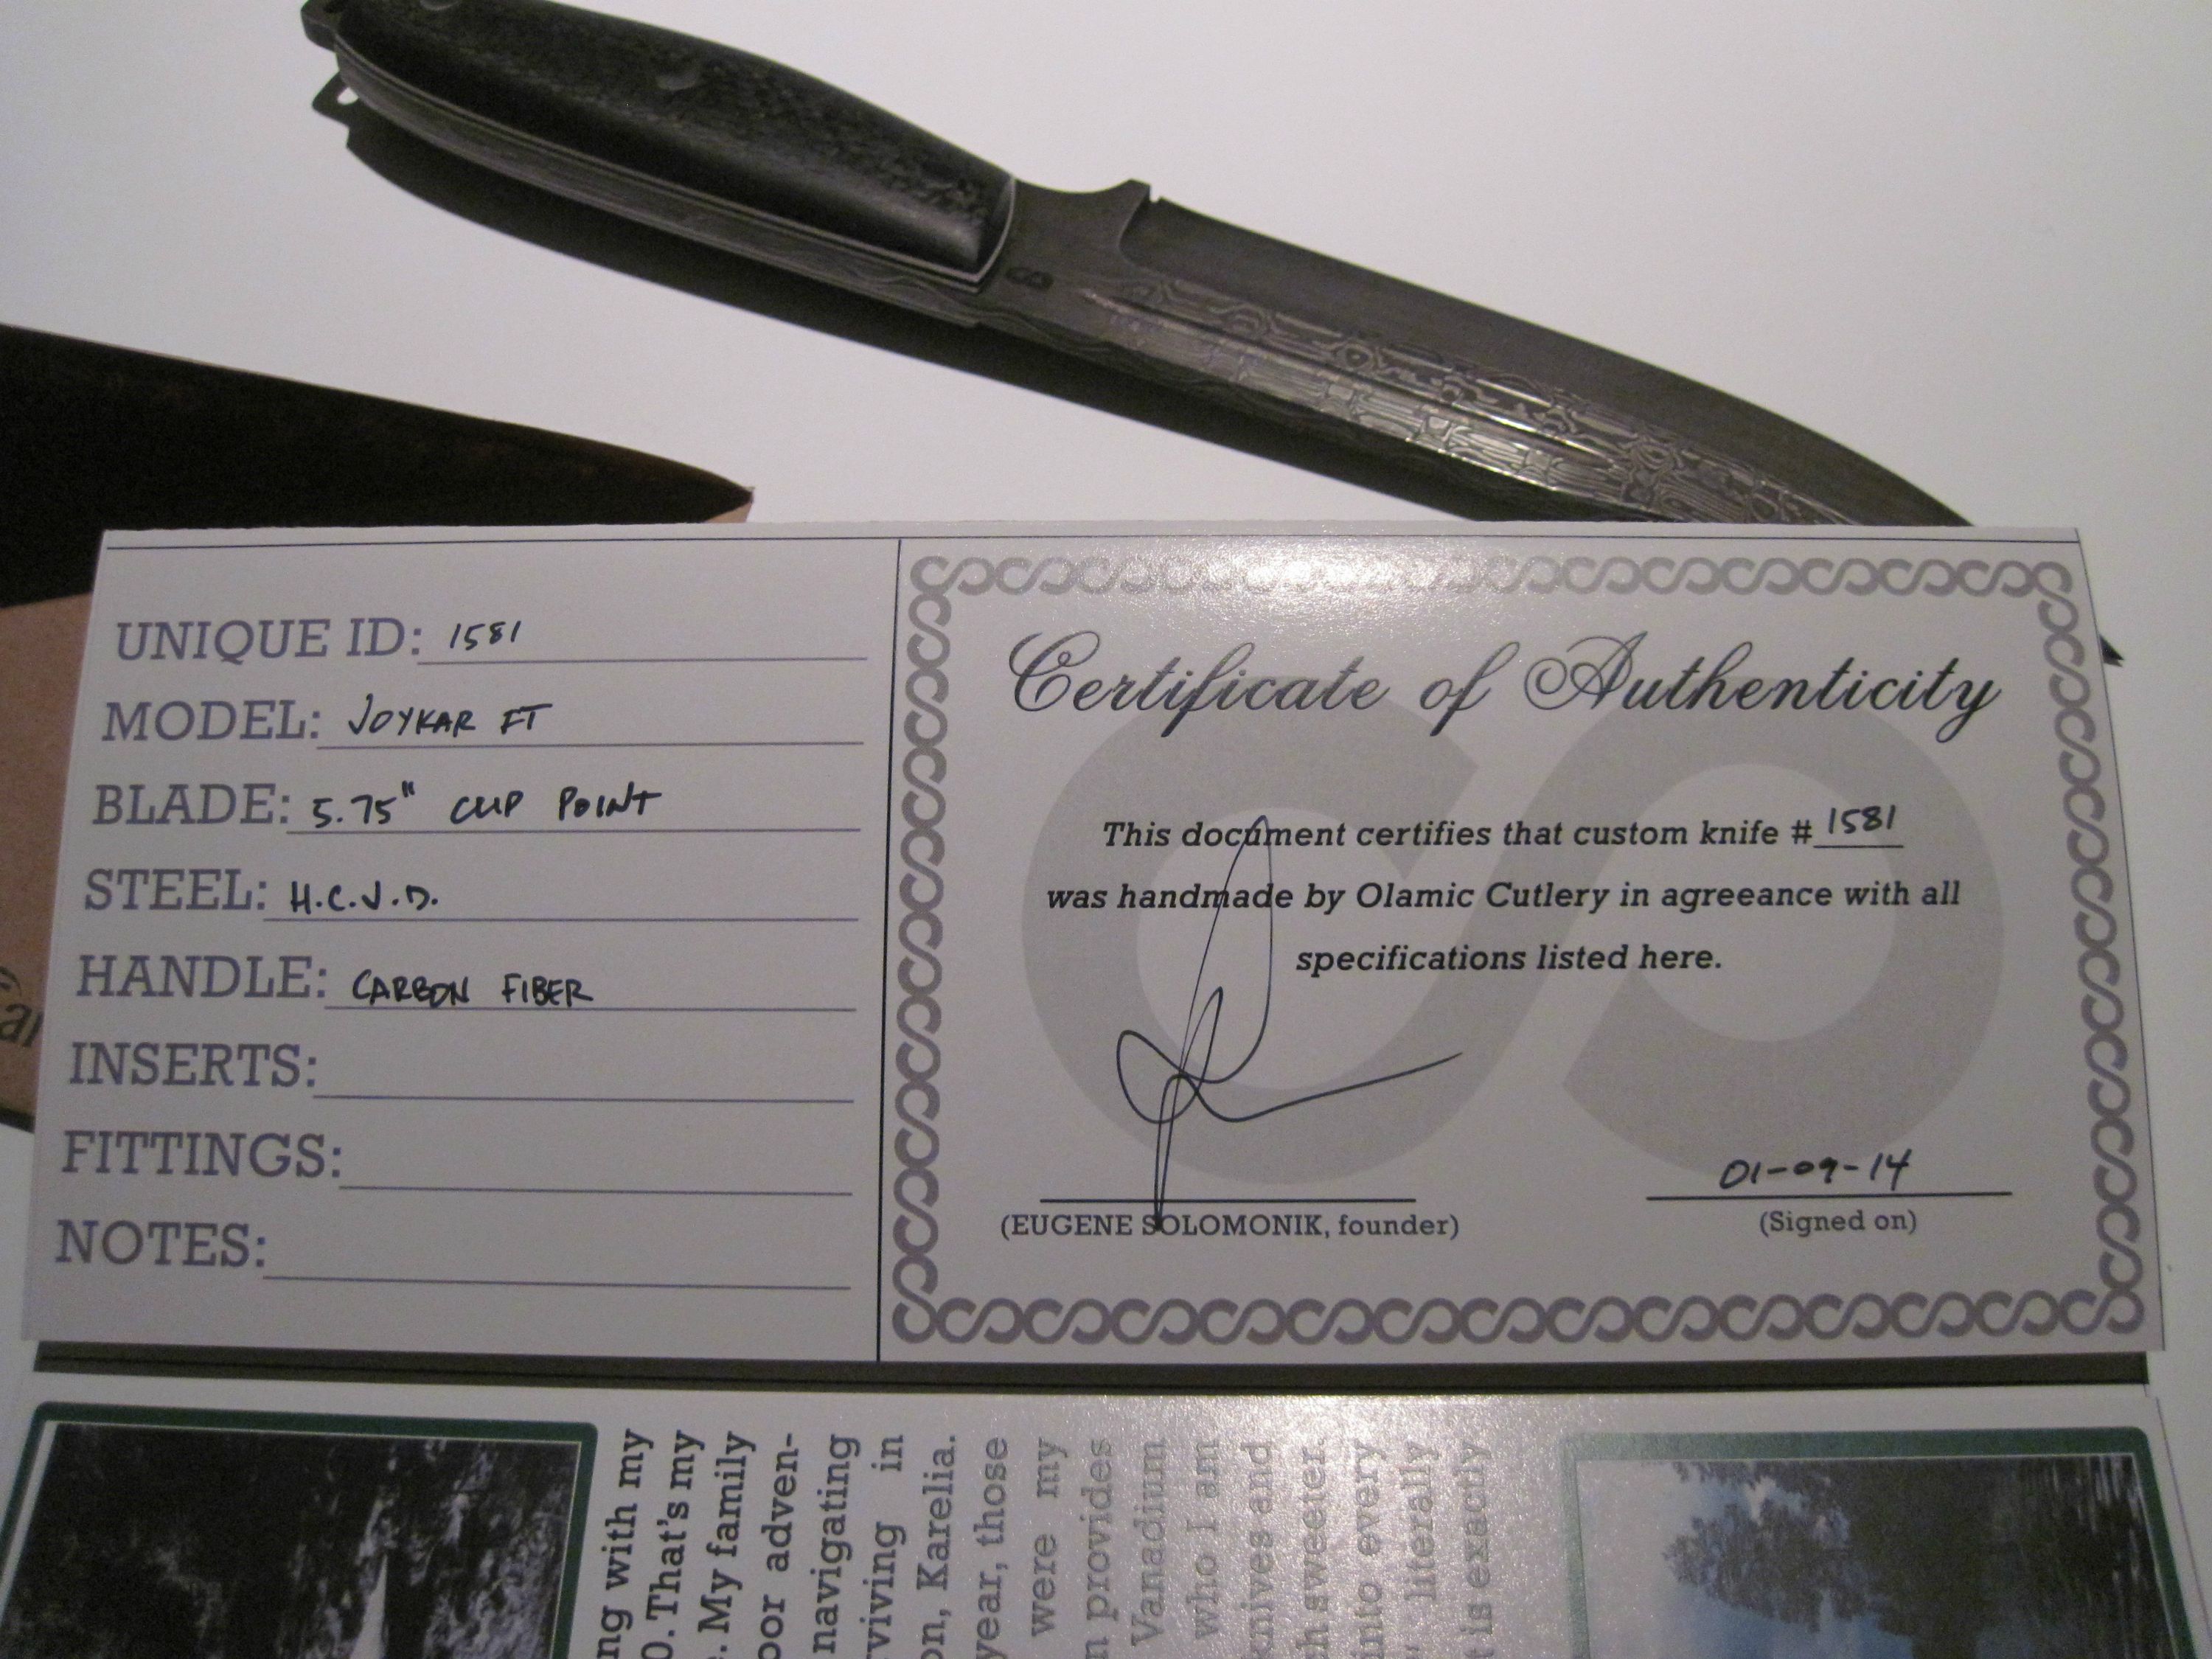 UNIQUE ID: 1581
MODEL: JOYKAR FT
BLADE: 5.75" CLIP POINT
STEEL: H.C.V.D.
HANDLE: CARBON FIBER
INSERTS:
FITTINGS:
NOTES:
Certificate of Authenticity
This document certifies that custom knife # 1581
was handmade by Olamic Cutlery in agreeance with all
specifications listed here.
01-09-14
(EUGENE SOLOMONIK, founder)
(Signed on)
ng with my
0. That's my
. My family
oor adven-
navigating
rviving in
on, Karelia.
year, those
were my
n provides
Vanadium
who I am
knives and
h sweeter.
into every
" literally
t is exactly